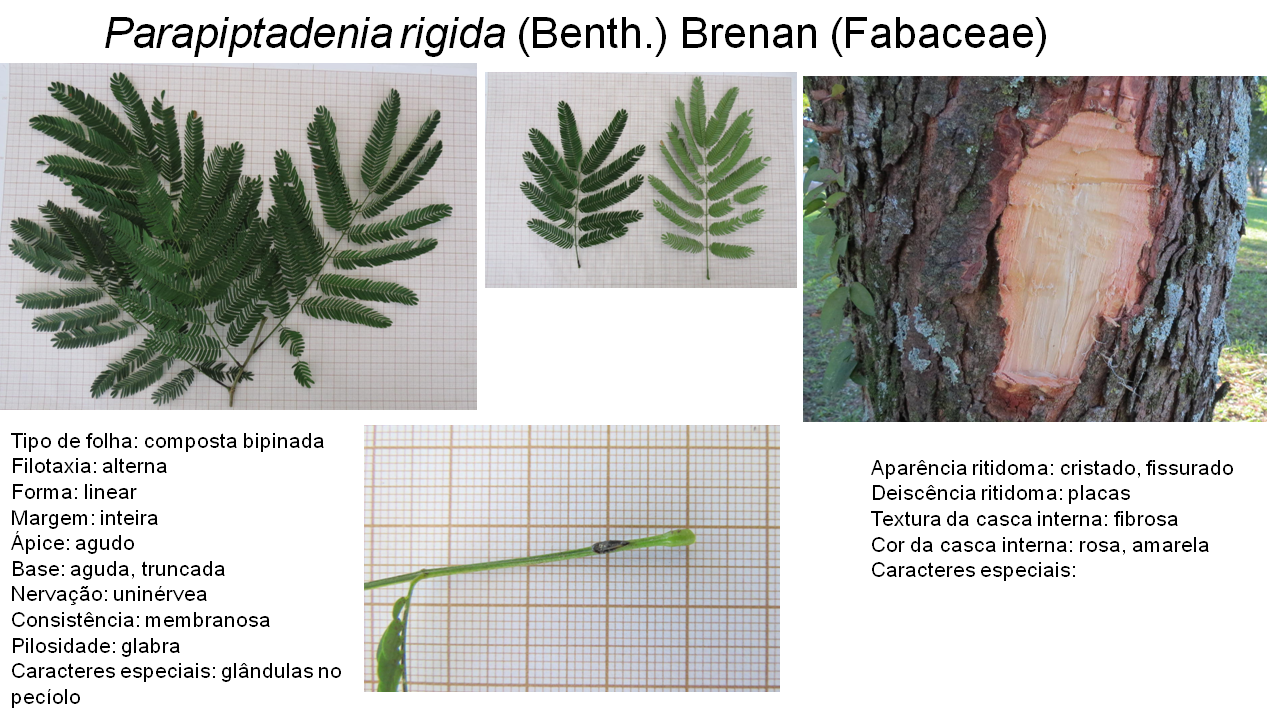 Parapiptadenia rigida (Benth.) Brenan (Fabaceae)
Tipo de folha: composta bipinada
Filotaxia: alterna
Forma: linear
Margem: inteira
Ápice: agudo
Base: aguda, truncada
Nervação: uninérvea
Consistência: membranosa
Pilosidade: glabra
Caracteres especiais: glândulas no
pecíolo
Aparência ritidoma: cristado, fissurado
Deiscência ritidoma: placas
Textura da casca interna: fibrosa
Cor da casca interna: rosa, amarela
Caracteres especiais: